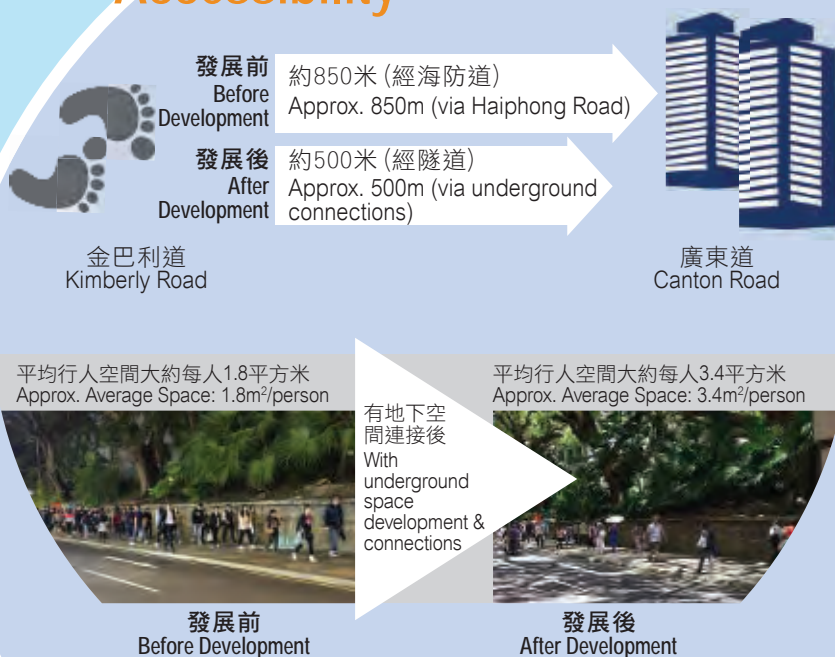 Accessibility
發展前
Before
Development
約850米 (經海防道)
Approx. 850m (via Haiphong Road)
發展後
After
Development
約500米 (經隧道)
Approx. 500m (via underground
connections)
金巴利道
Kimberly Road
廣東道
Canton Road
平均行人空間大約每人1.8平方米
Approx. Average Space: 1.8m²/person
有地下空
間連接後
With
underground
space
development &
connections
平均行人空間大約每人3.4平方米
Approx. Average Space: 3.4m²/person
發展前
Before Development
發展後
After Development